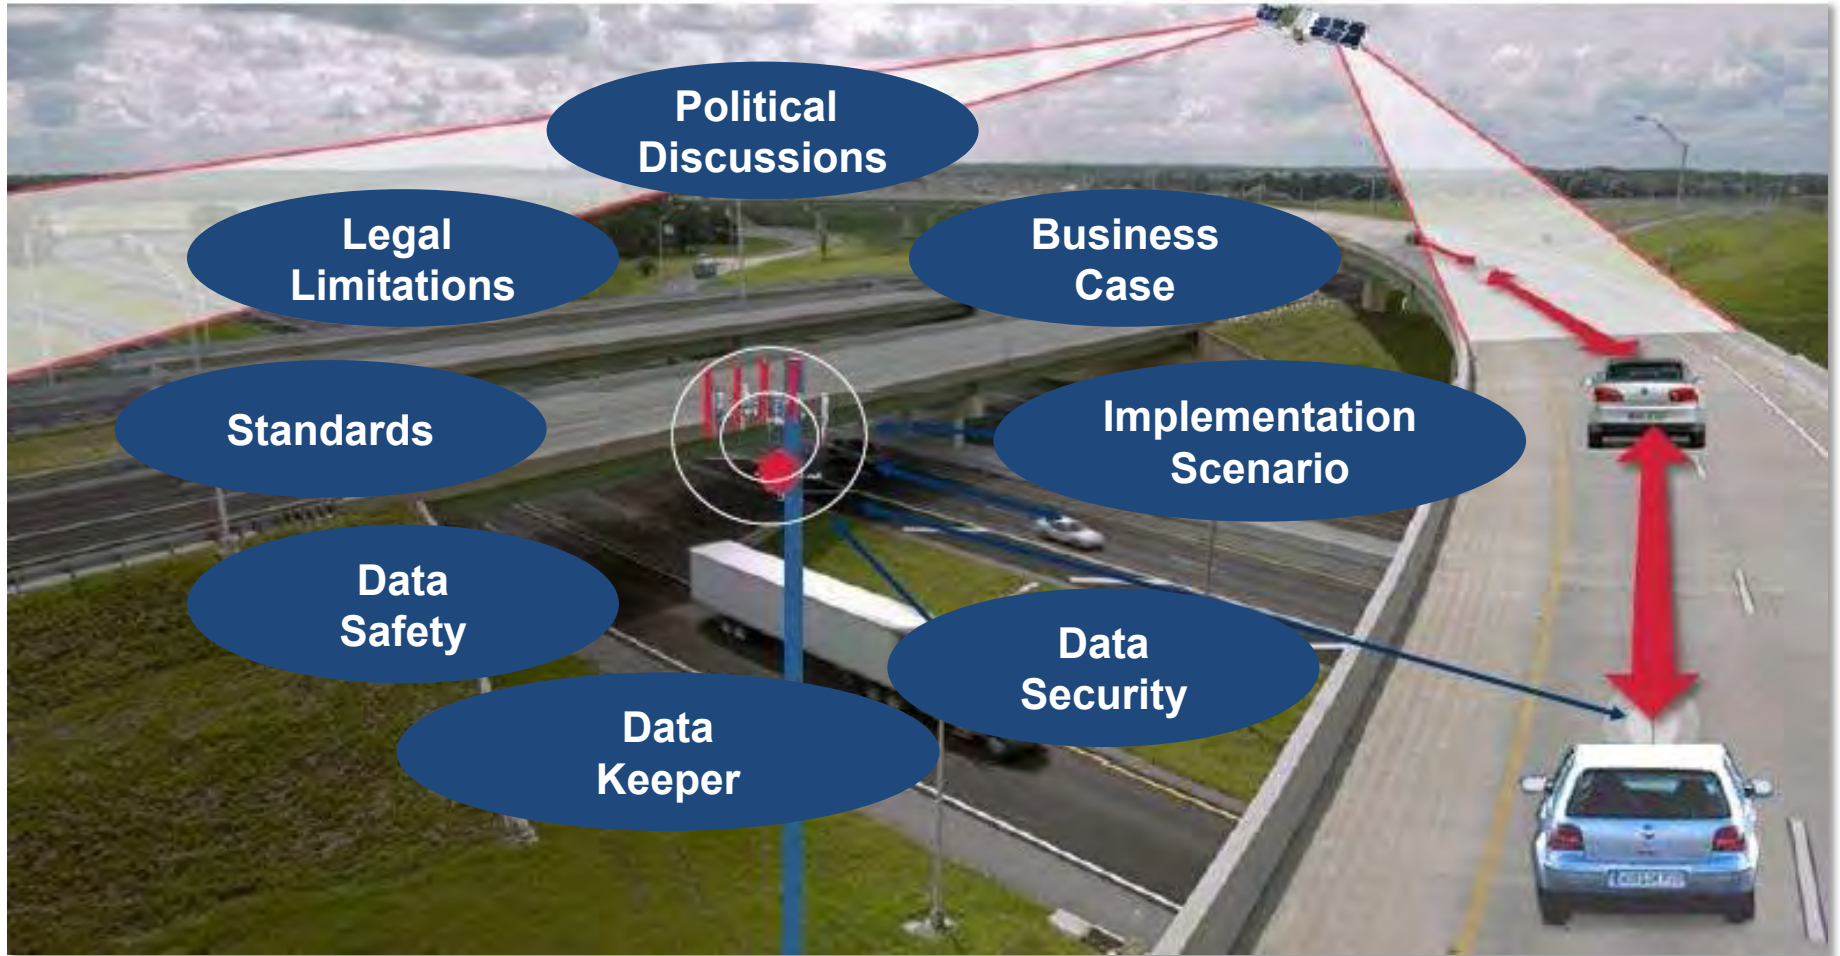 Political
Discussions
Legal
Limitations
Business
Case
Standards
Implementation
Scenario
Data
Safety
Data
Security
Data
Keeper